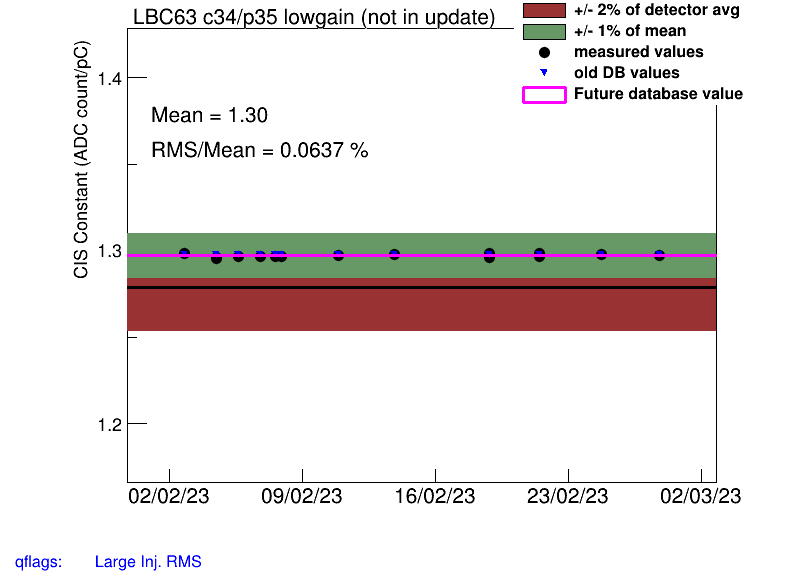 LBC63 c34/p35 lowgain (not in update)
+/- 2% of detector avg
+/- 1% of mean
measured values
old DB values
Future database value
CIS Constant (ADC count/pC)
1.4
1.3
1.2
Mean = 1.30
RMS/Mean = 0.0637 %
02/02/23 09/02/23 16/02/23 23/02/23 02/03/23
qflags: Large Inj. RMS